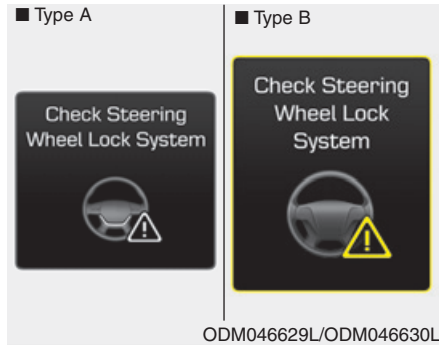 ■ Type A
Check Steering
Wheel Lock System
■ Type B
Check Steering
Wheel Lock
System
ODM046629L/ODM046630L